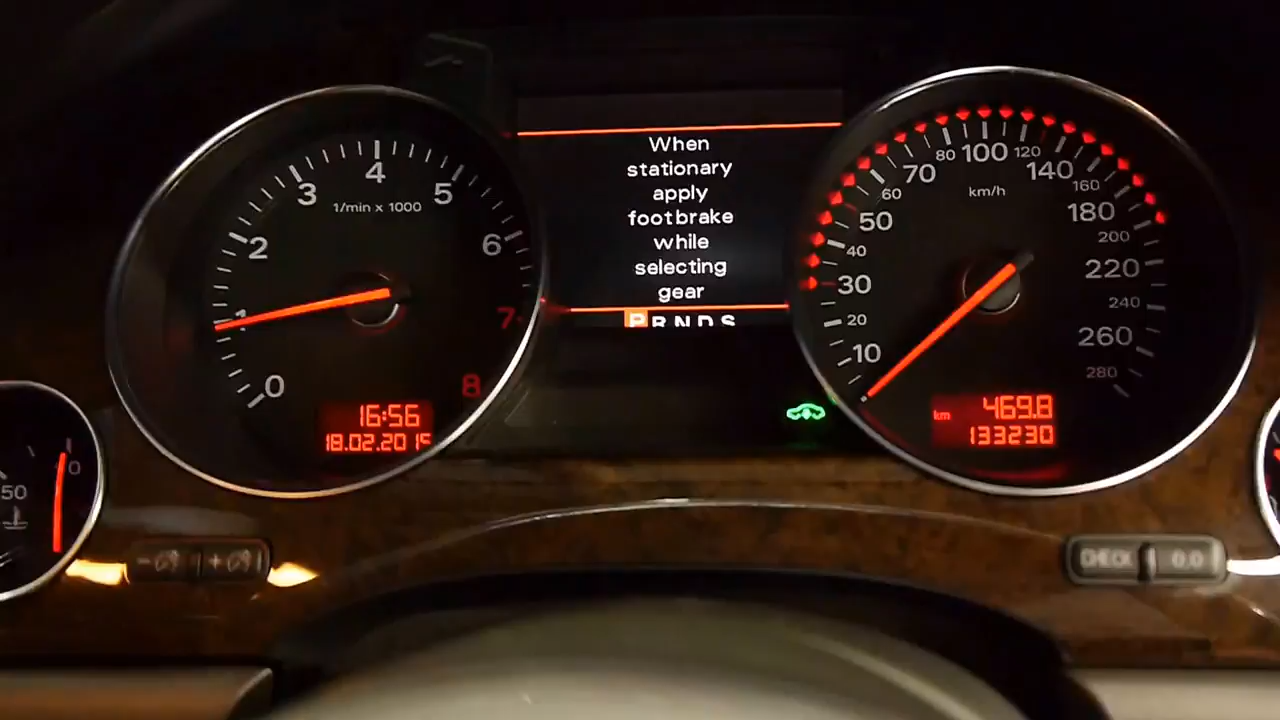 When
stationary
apply
footbrake
while
selecting
gear
P R N D S
0
1
2
3
4
5
6
7
8
1/min x 1000
16:56
18.02.2015
10
20
30
40
50
60
70
80
100
120
140
160
180
200
220
240
260
280
km/h
km
469.8
133230
50
- +
CHECK 0.0